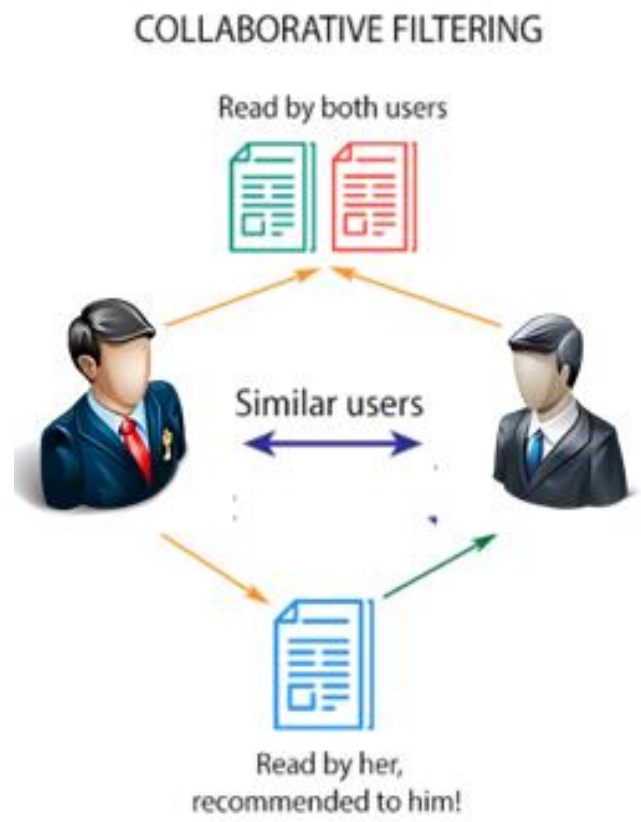 COLLABORATIVE FILTERING
Read by both users
Similar users
Read by her,
recommended to him!